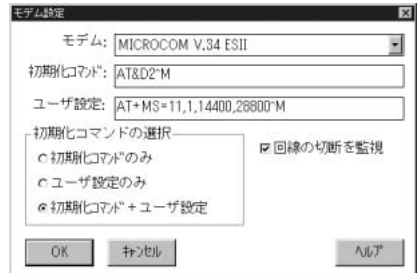 モデム設定
モデム: MICROCOM V.34 ESII
初期化コマンド: AT&D2^M
ユーザ設定: AT+MS=11,1,14400,28800^M
初期化コマンドの選択
初期化コマンドのみ
ユーザ設定のみ
初期化コマンド + ユーザ設定
回線の切断を監視
OK キャンセル ヘルプ